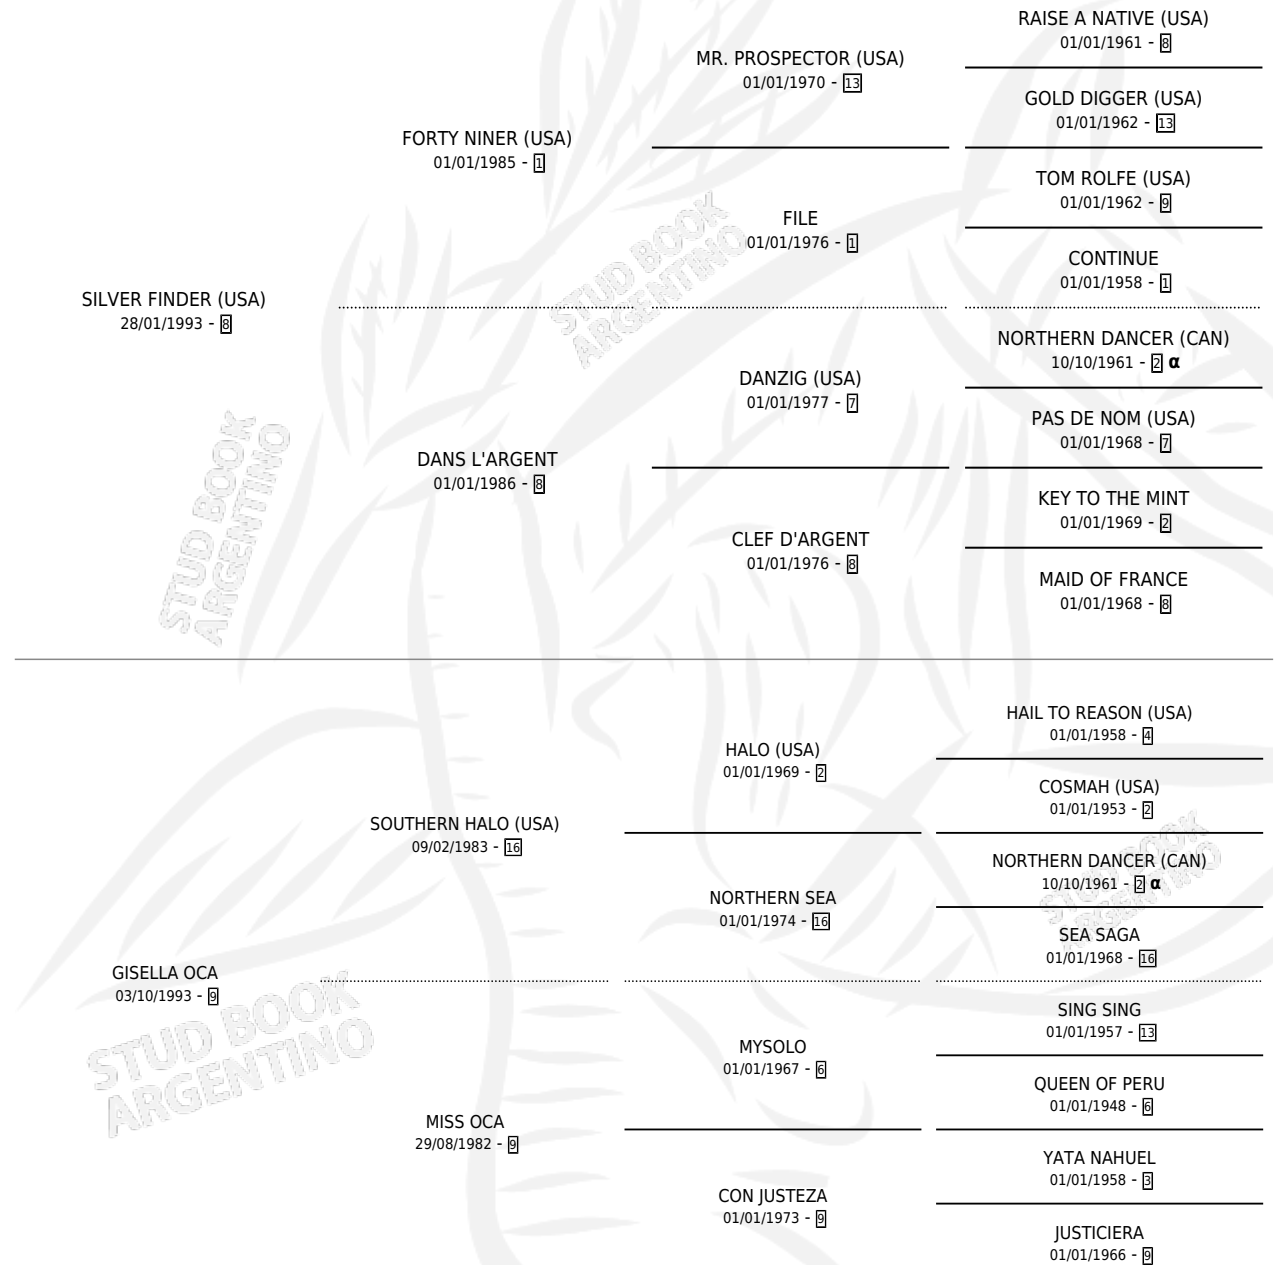 RAISE A NATIVE (USA)
01/01/1961 - 8
MR. PROSPECTOR (USA)
01/01/1970 - 13
GOLD DIGGER (USA)
01/01/1962 - 13
FORTY NINER (USA)
01/01/1985 - 1
TOM ROLFE (USA)
01/01/1962 - 9
FILE
01/01/1976 - 1
CONTINUE
01/01/1958 - 1
SILVER FINDER (USA)
28/01/1993 - 8
NORTHERN DANCER (CAN)
10/10/1961 - 2 α
DANZIG (USA)
01/01/1977 - 7
PAS DE NOM (USA)
01/01/1968 - 7
DANS L'ARGENT
01/01/1986 - 8
KEY TO THE MINT
01/01/1969 - 2
CLEF D'ARGENT
01/01/1976 - 8
MAID OF FRANCE
01/01/1968 - 8
HAIL TO REASON (USA)
01/01/1958 - 4
HALO (USA)
01/01/1969 - 2
COSMAH (USA)
01/01/1953 - 2
SOUTHERN HALO (USA)
09/02/1983 - 16
NORTHERN DANCER (CAN)
10/10/1961 - 2 α
NORTHERN SEA
01/01/1974 - 16
SEA SAGA
01/01/1968 - 16
GISELLA OCA
03/10/1993 - 9
SING SING
01/01/1957 - 13
MYSOLO
01/01/1967 - 6
QUEEN OF PERU
01/01/1948 - 6
MISS OCA
29/08/1982 - 9
YATA NAHUEL
01/01/1958 - 3
CON JUSTEZA
01/01/1973 - 9
JUSTICIERA
01/01/1966 - 9
STUD BOOK
ARGENTINO
STUD BOOK
ARGENTINO
STUD BOOK
ARGENTINO
STUD BOOK
ARGENTINO